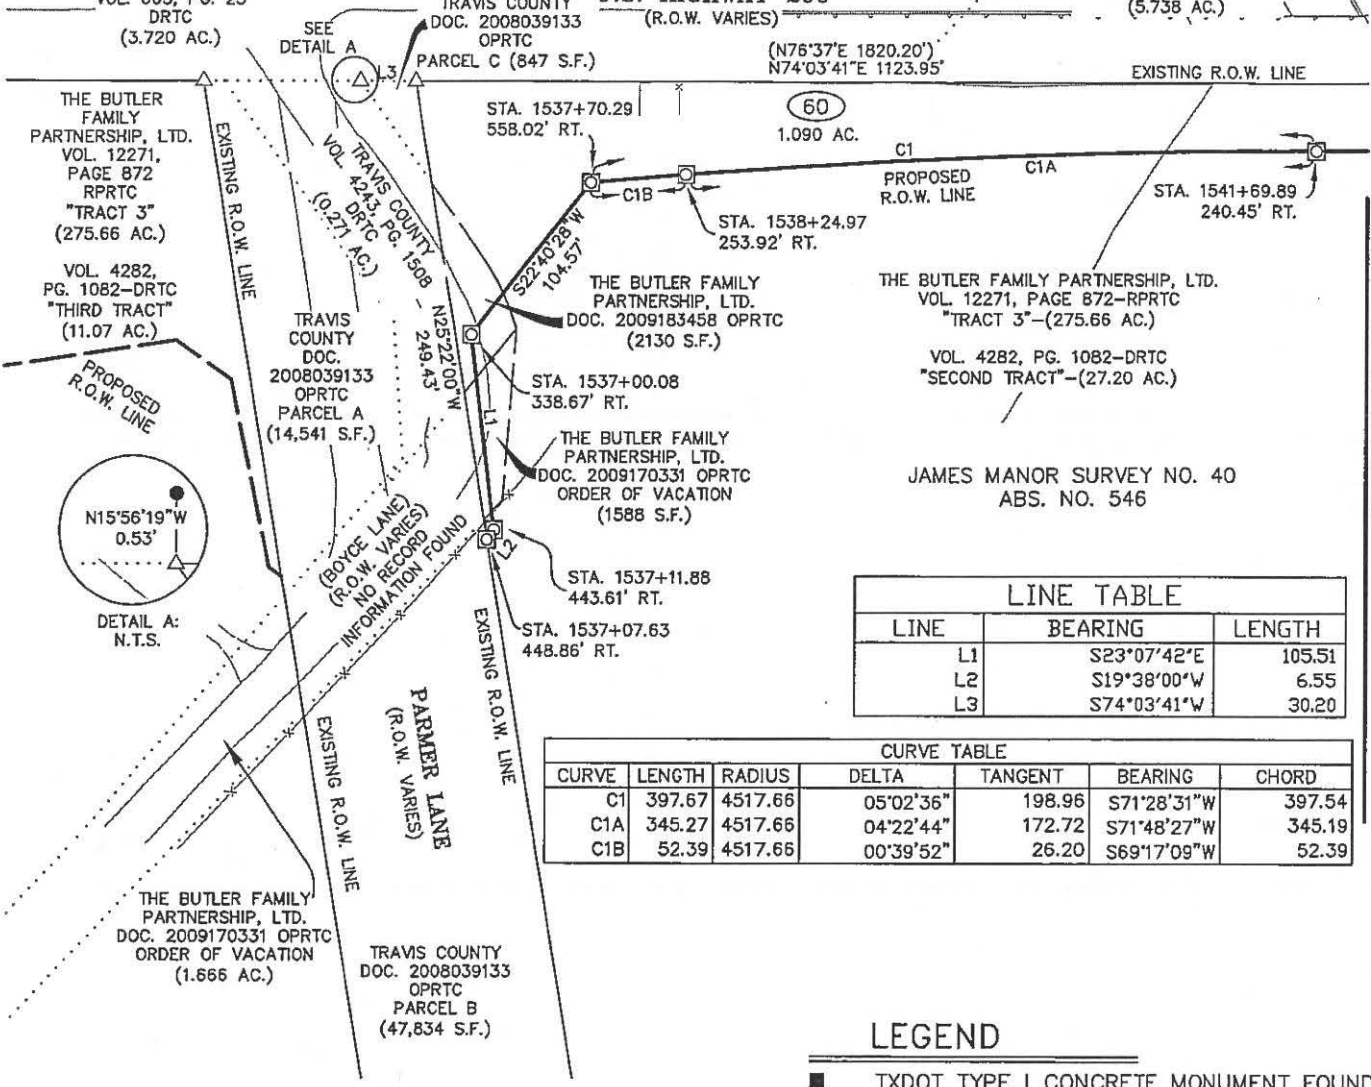 DRTC
(3.720 AC.)
SEE
DETAIL A
TRAVIS COUNTY
DOC. 2008039133
OPRTC
PARCEL C (847 S.F.)
(R.O.W. VARIES)
(5.738 AC.)
(N76°37'E 1820.20')
N74°03'41"E 1123.95'
EXISTING R.O.W. LINE
L3
THE BUTLER
FAMILY
PARTNERSHIP, LTD.
VOL. 12271,
PAGE 872
RPRTC
"TRACT 3"
(275.66 AC.)
VOL. 4282,
PG. 1082-DRTC
"THIRD TRACT"
(11.07 AC.)
PROPOSED
R.O.W. LINE
EXISTING R.O.W. LINE
TRAVIS COUNTY
VOL. 4243, PG. 1508
DRTC
(0.271 AC.)
STA. 1537+70.29
558.02' RT.
60
1.090 AC.
C1
C1A
C1B
PROPOSED
R.O.W. LINE
STA. 1538+24.97
253.92' RT.
STA. 1541+69.89
240.45' RT.
S22°40'28"W
104.57'
THE BUTLER FAMILY
PARTNERSHIP, LTD.
DOC. 2009183458 OPRTC
(2130 S.F.)
THE BUTLER FAMILY PARTNERSHIP, LTD.
VOL. 12271, PAGE 872-RPRTC
"TRACT 3"-(275.66 AC.)
VOL. 4282, PG. 1082-DRTC
"SECOND TRACT"-(27.20 AC.)
TRAVIS
COUNTY
DOC.
2008039133
OPRTC
PARCEL A
(14,541 S.F.)
N25°22'00"W
249.43'
STA. 1537+00.08
338.67' RT.
L1
THE BUTLER FAMILY
PARTNERSHIP, LTD.
DOC. 2009170331 OPRTC
ORDER OF VACATION
(1588 S.F.)
JAMES MANOR SURVEY NO. 40
ABS. NO. 546
N15°56'19"W
0.53'
DETAIL A:
N.T.S.
(BOYCE LANE)
(R.O.W. VARIES)
NO RECORD
INFORMATION FOUND
L2
STA. 1537+11.88
443.61' RT.
STA. 1537+07.63
448.86' RT.
EXISTING R.O.W. LINE
EXISTING R.O.W. LINE
PARMER LANE
(R.O.W. VARIES)
LINE TABLE
LINE BEARING LENGTH
L1 S23°07'42"E 105.51
L2 S19°38'00"W 6.55
L3 S74°03'41"W 30.20
CURVE TABLE
CURVE LENGTH RADIUS DELTA TANGENT BEARING CHORD
C1 397.67 4517.66 05°02'36" 198.96 S71°28'31"W 397.54
C1A 345.27 4517.66 04°22'44" 172.72 S71°48'27"W 345.19
C1B 52.39 4517.66 00°39'52" 26.20 S69°17'09"W 52.39
THE BUTLER FAMILY
PARTNERSHIP, LTD.
DOC. 2009170331 OPRTC
ORDER OF VACATION
(1.666 AC.)
TRAVIS COUNTY
DOC. 2008039133
OPRTC
PARCEL B
(47,834 S.F.)
LEGEND
TXDOT TYPE I CONCRETE MONUMENT FOUND